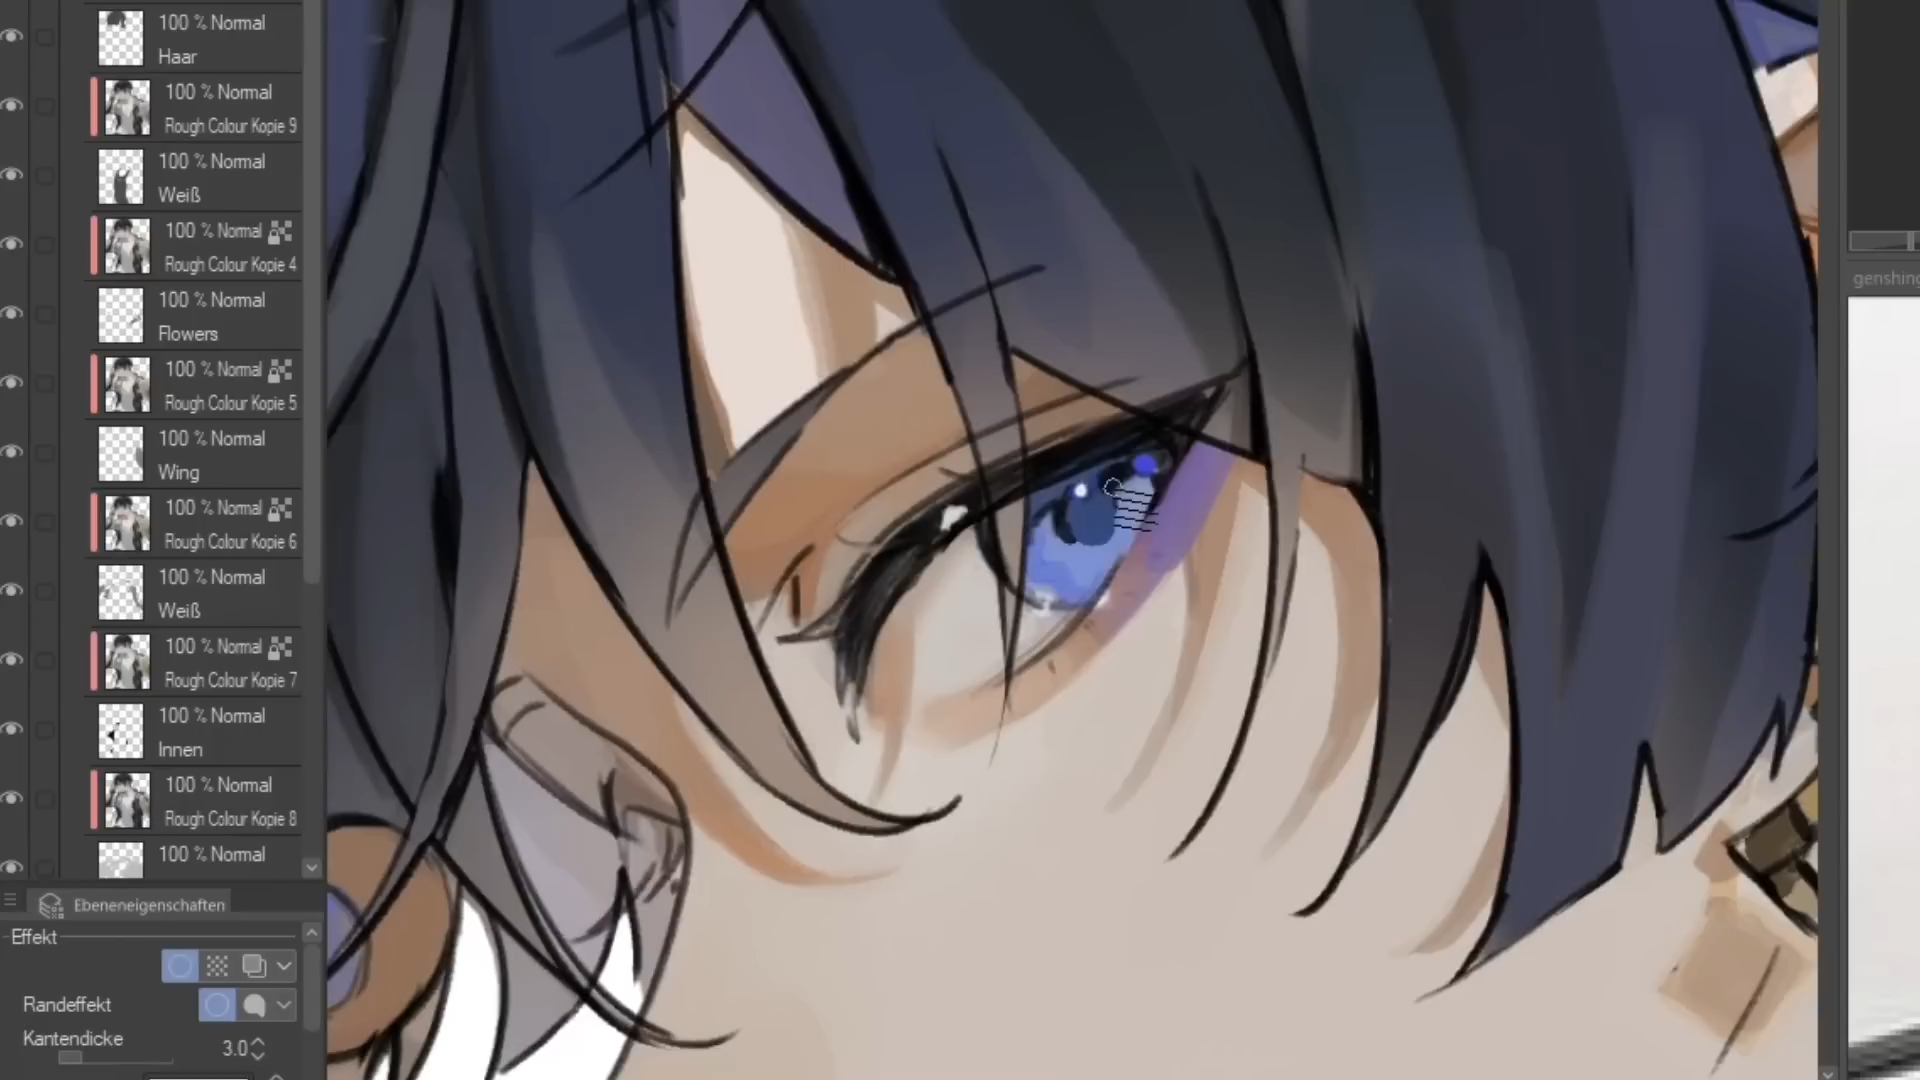 100 % Normal
Haar
100 % Normal
Rough Colour Kopie 9
100 % Normal
Weiß
100 % Normal
Rough Colour Kopie 4
100 % Normal
Flowers
100 % Normal
Rough Colour Kopie 5
100 % Normal
Wing
100 % Normal
Rough Colour Kopie 6
100 % Normal
Weiß
100 % Normal
Rough Colour Kopie 7
100 % Normal
Innen
100 % Normal
Rough Colour Kopie 8
100 % Normal
Ebeneneigenschaften
Effekt
Randeffekt
Kantendicke
3.0
genshing